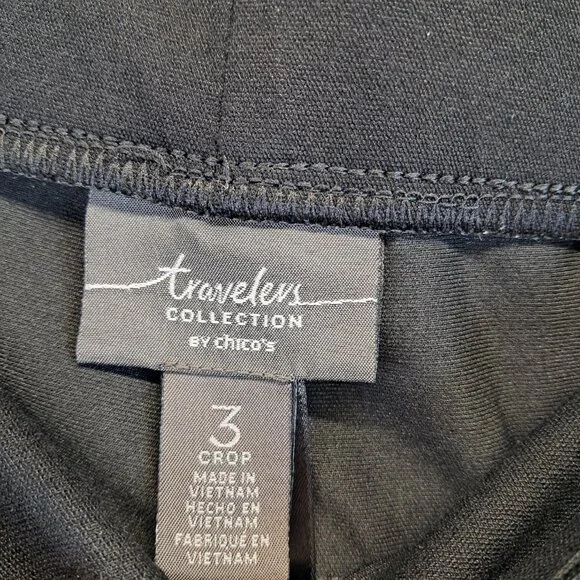 travelers
COLLECTION
BY chico's
3
CROP
MADE IN
VIETNAM
HECHO EN
VIETNAM
FABRIQUE EN
VIETNAM